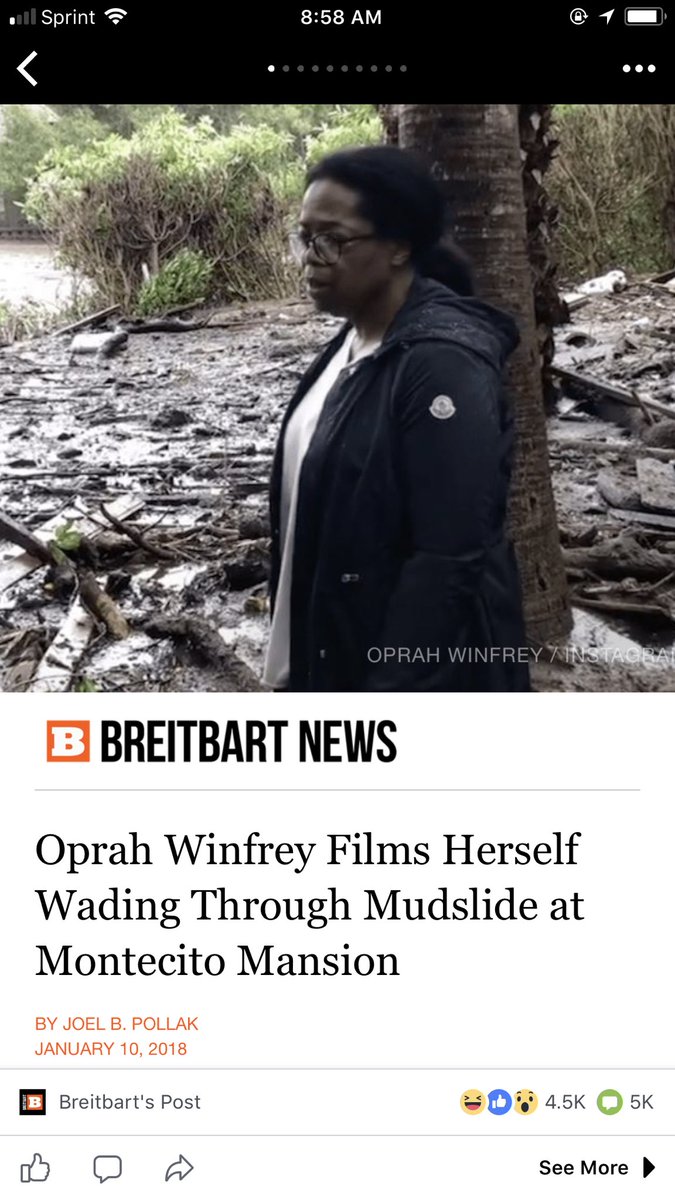 Sprint 8:58 AM
OPRAH WINFREY / INSTAGRA
B BREITBART NEWS
Oprah Winfrey Films Herself
Wading Through Mudslide at
Montecito Mansion
BY JOEL B. POLLAK
JANUARY 10, 2018
B Breitbart's Post 4.5K 5K
See More